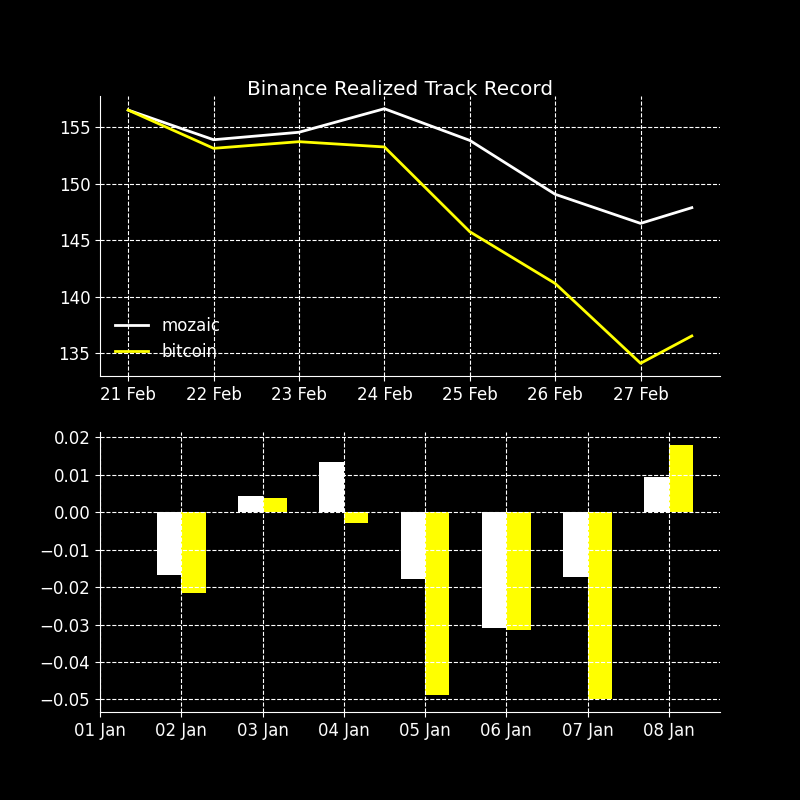 Binance Realized Track Record
155
150
145
140
135
mozaic
bitcoin
21 Feb 22 Feb 23 Feb 24 Feb 25 Feb 26 Feb 27 Feb
0.02
0.01
0.00
−0.01
−0.02
−0.03
−0.04
−0.05
01 Jan 02 Jan 03 Jan 04 Jan 05 Jan 06 Jan 07 Jan 08 Jan